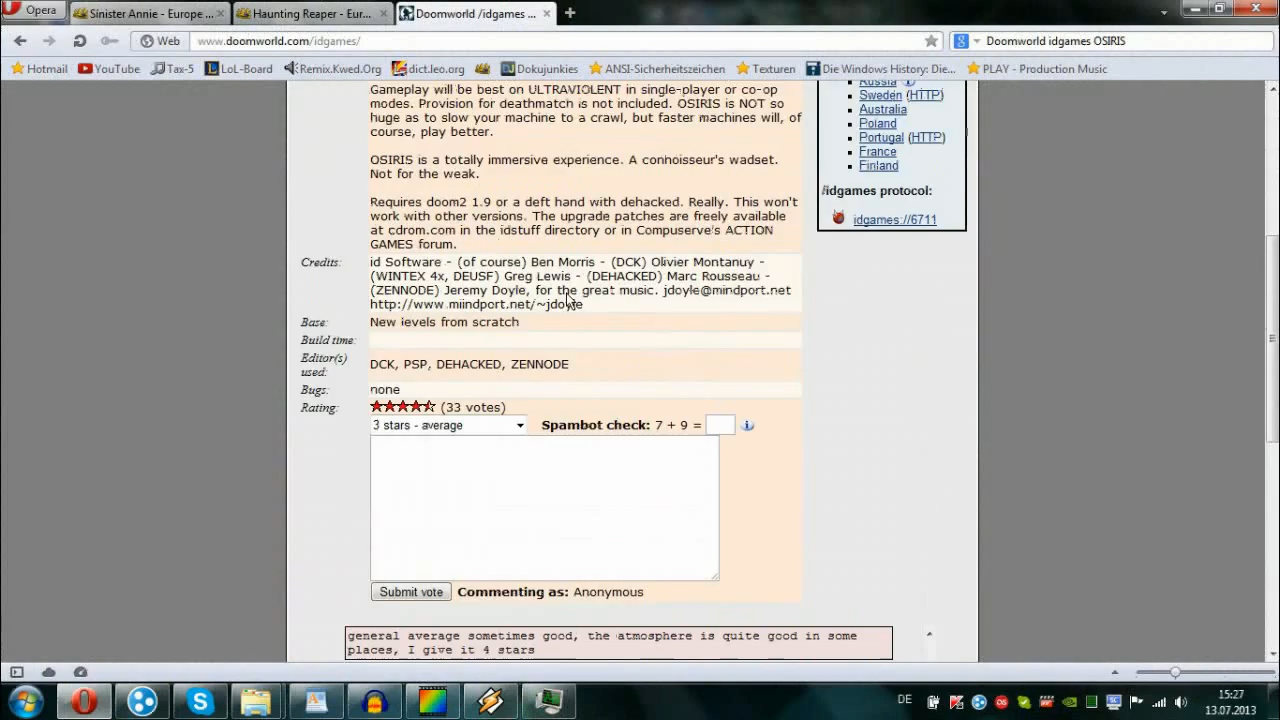 Opera
Sinister Annie - Europe ...
Haunting Reaper - Eur...
Doomworld /idgames ...
Web
www.doomworld.com/idgames/
Doomworld idgames OSIRIS
Hotmail
YouTube
Tax-5
LoL-Board
Remix.Kwed.Org
dict.leo.org
Dokujunkies
ANSI-Sicherheitszeichen
Texturen
Die Windows History: Die...
PLAY - Production Music
Gameplay will be best on ULTRAVIOLENT in single-player or co-op
modes. Provision for deathmatch is not included. OSIRIS is NOT so
huge as to slow your machine to a crawl, but faster machines will, of
course, play better.
OSIRIS is a totally immersive experience. A connoisseur's wadset.
Not for the weak.
Requires doom2 1.9 or a deft hand with dehacked. Really. This won't
work with other versions. The upgrade patches are freely available
at cdrom.com in the idstuff directory or in Compuserve's ACTION
GAMES forum.
Credits:
id Software - (of course) Ben Morris - (DCK) Olivier Montanuy -
(WINTEX 4x, DEUSF) Greg Lewis - (DEHACKED) Marc Rousseau -
(ZENNODE) Jeremy Doyle, for the great music. jdoyle@mindport.net
http://www.miindport.net/~jdoyle
Base:
New levels from scratch
Build time:
Editor(s)
used:
DCK, PSP, DEHACKED, ZENNODE
Bugs:
none
Rating:
(33 votes)
3 stars - average
Spambot check: 7 + 9 =
Submit vote
Commenting as: Anonymous
general average sometimes good, the atmosphere is quite good in some
places, I give it 4 stars
Russia
Sweden (HTTP)
Australia
Poland
Portugal (HTTP)
France
Finland
/idgames protocol:
idgames://6711
DE
15:27
13.07.2013